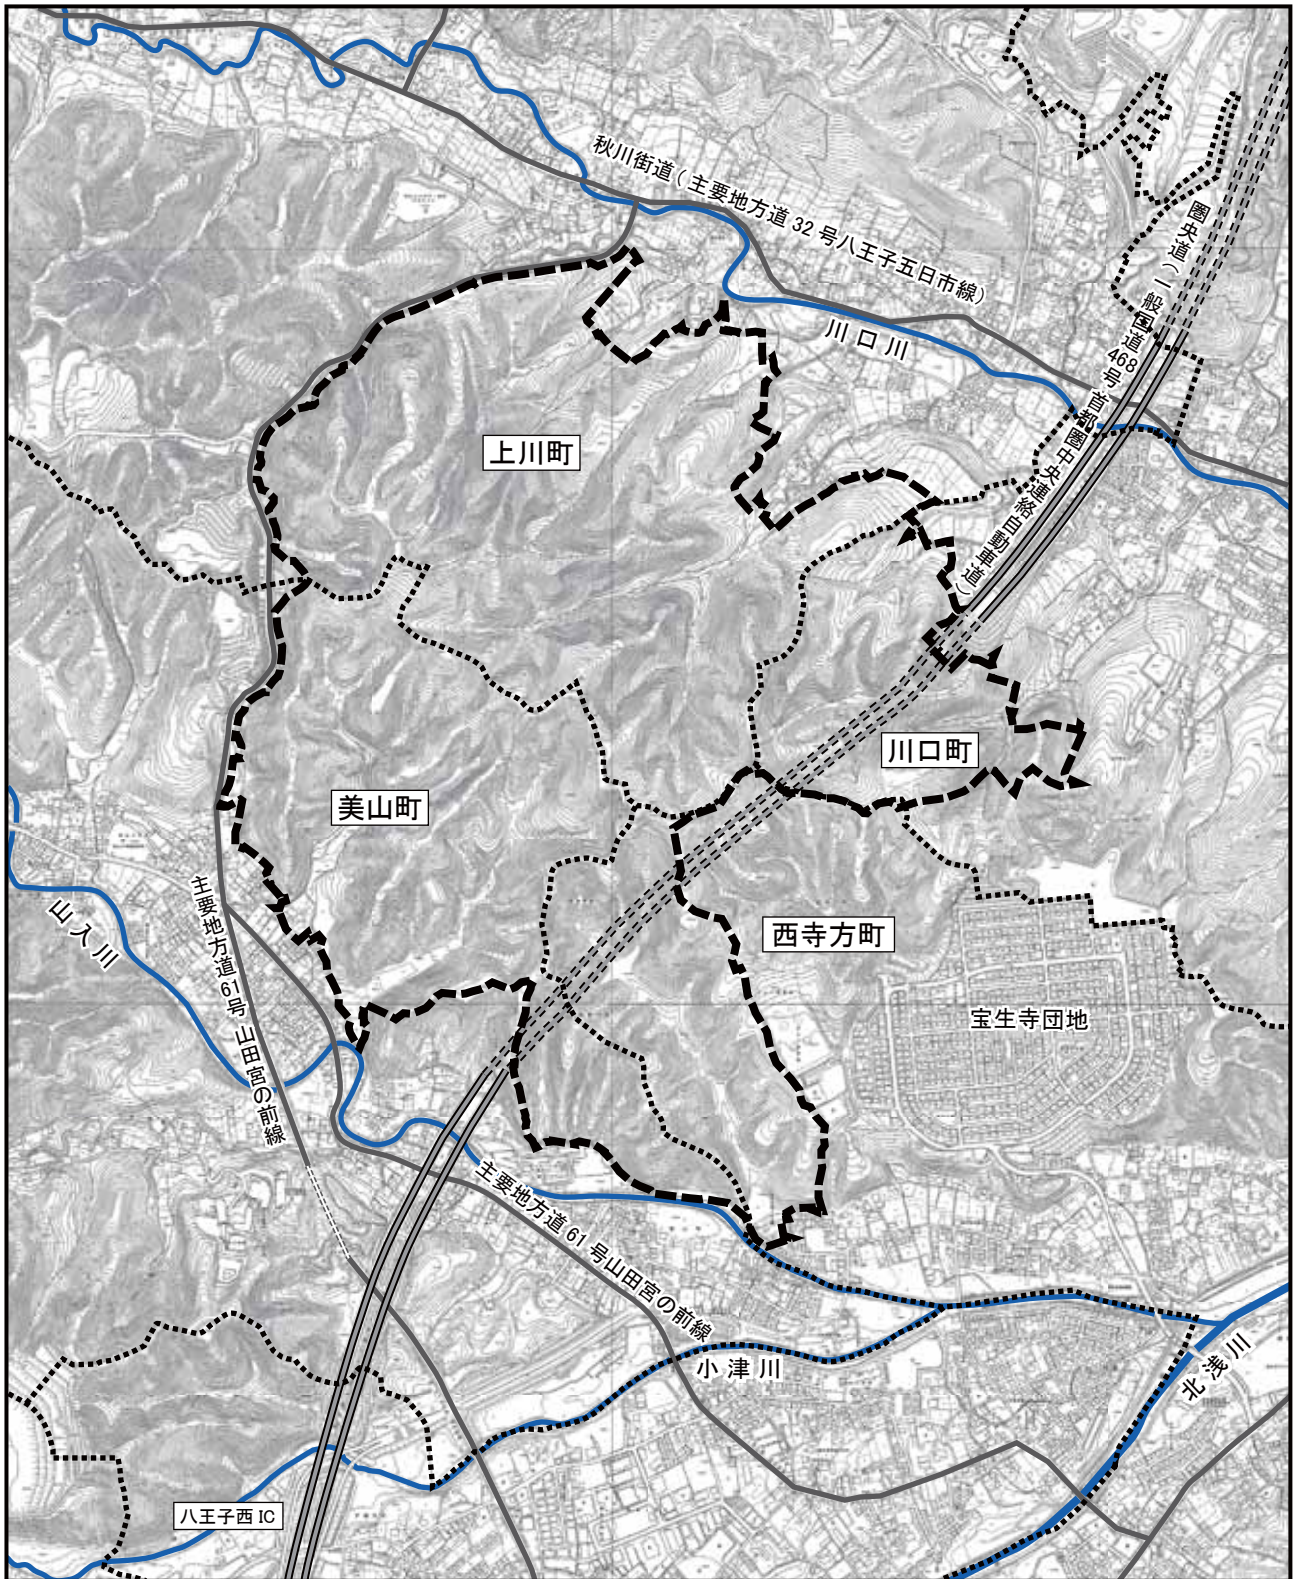 秋川街道（主要地方道 32 号八王子五日市線）
圏央道（一般国道 468 号首都圏中央連絡自動車道）
川口川
上川町
川口町
美山町
西寺方町
山入川
主要地方道 61 号 山田宮の前線
宝生寺団地
主要地方道 61 号山田宮の前線
小津川
北浅川
八王子西 IC